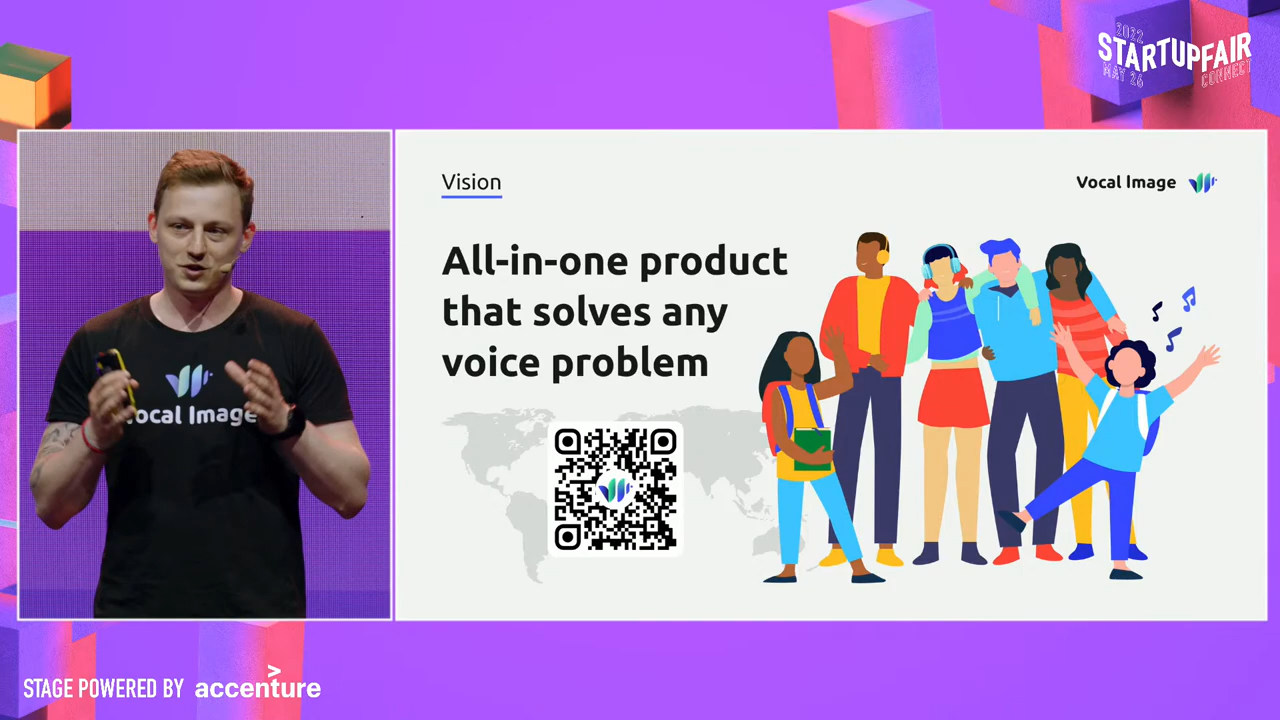 2022
STARTUPFAIR
MAY 26
CONNECT
Vocal Image
Vision
Vocal Image
All-in-one product
that solves any
voice problem
STAGE POWERED BY accenture